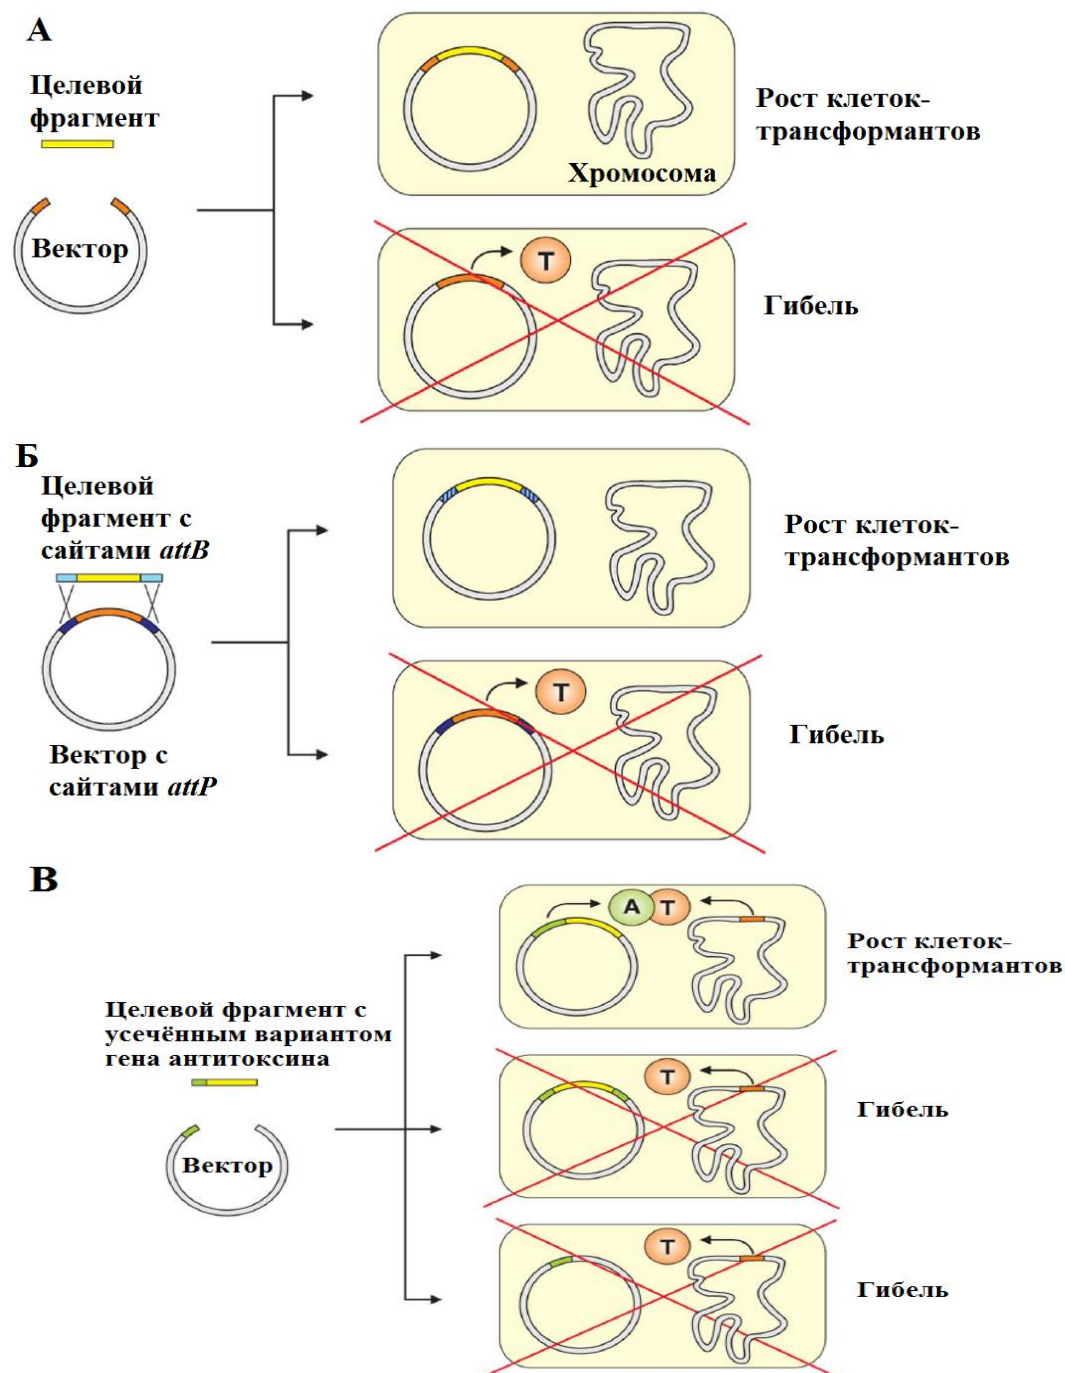 А
Целевой
фрагмент
Вектор
Хромосома
Рост клеток-
трансформантов
Т
Гибель
Б
Целевой
фрагмент с
сайтами attB
Вектор с
сайтами attP
Рост клеток-
трансформантов
Т
Гибель
В
Целевой фрагмент с
усечённым вариантом
гена антитоксина
Вектор
А Т
Рост клеток-
трансформантов
Т
Гибель
Т
Гибель